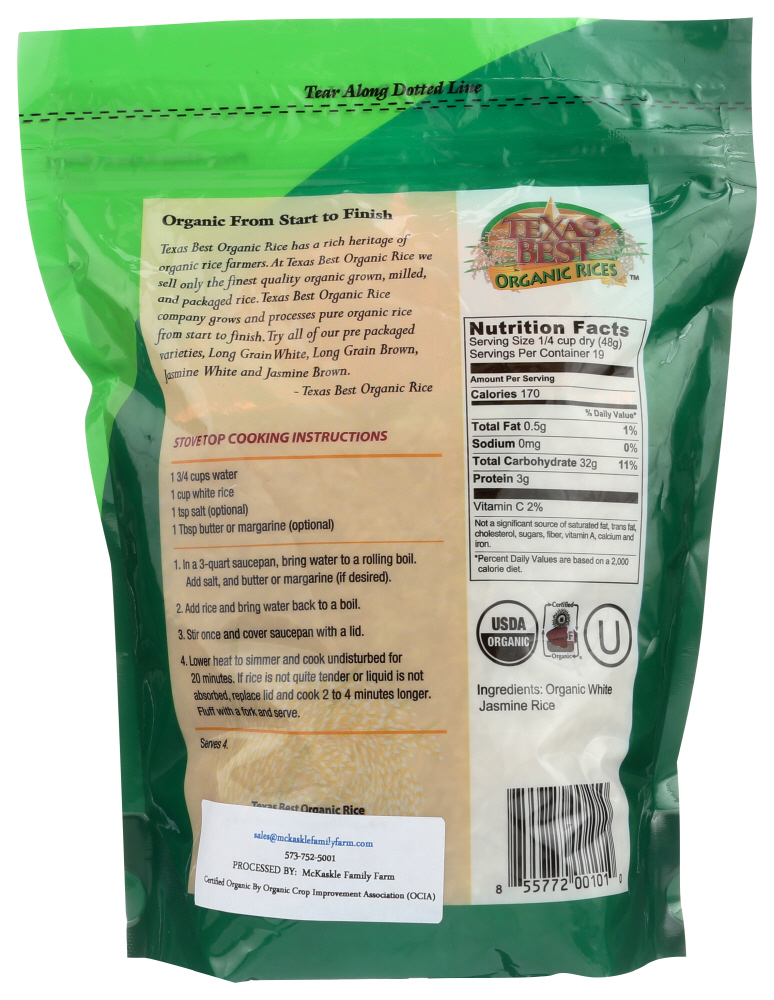 Tear Along Dotted Line
Organic From Start to Finish
Texas Best Organic Rice has a rich heritage of
organic rice farmers. At Texas Best Organic Rice we
sell only the finest quality organic grown, milled,
and packaged rice. Texas Best Organic Rice
company grows and processes pure organic rice
from start to finish. Try all of our pre packaged
varieties, Long Grain White, Long Grain Brown,
Jasmine White and Jasmine Brown.
- Texas Best Organic Rice
STOVETOP COOKING INSTRUCTIONS
1 3/4 cups water
1 cup white rice
1 tsp salt (optional)
1 Tbsp butter or margarine (optional)
1. In a 3-quart saucepan, bring water to a rolling boil.
Add salt, and butter or margarine (if desired).
2. Add rice and bring water back to a boil.
3. Stir once and cover saucepan with a lid.
4. Lower heat to simmer and cook undisturbed for
20 minutes. If rice is not quite tender or liquid is not
absorbed, replace lid and cook 2 to 4 minutes longer.
Fluff with a fork and serve.
Serves 4.
Texas Best Organic Rice
sales@mckasklefamilyfarm.com
573-752-5001
PROCESSED BY: McKaskle Family Farm
Certified Organic By Organic Crop Improvement Association (OCIA)
TEXAS
BEST
ORGANIC RICES
TM
Nutrition Facts
Serving Size 1/4 cup dry (48g)
Servings Per Container 19
Amount Per Serving
Calories 170
% Daily Value*
Total Fat 0.5g 1%
Sodium 0mg 0%
Total Carbohydrate 32g 11%
Protein 3g
Vitamin C 2%
Not a significant source of saturated fat, trans fat,
cholesterol, sugars, fiber, vitamin A, calcium and
iron.
*Percent Daily Values are based on a 2,000
calorie diet.
USDA
ORGANIC
Certified
Organic
U
Ingredients: Organic White
Jasmine Rice
8 55772 00101 0